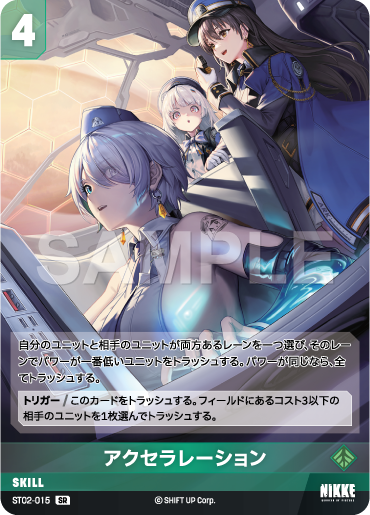 4
SAMPLE
自分のユニットと相手のユニットが両方あるレーンを一つ選び、そのレー
ンでパワーが一番低いユニットをトラッシュする。パワーが同じなら、全
てトラッシュする。
トリガー / このカードをトラッシュする。フィールドにあるコスト3以下の
相手のユニットを1枚選んでトラッシュする。
アクセラレーション
SKILL
ST02-015 SR
© SHIFT UP Corp.
NIKKE
GODDESS OF VICTORY